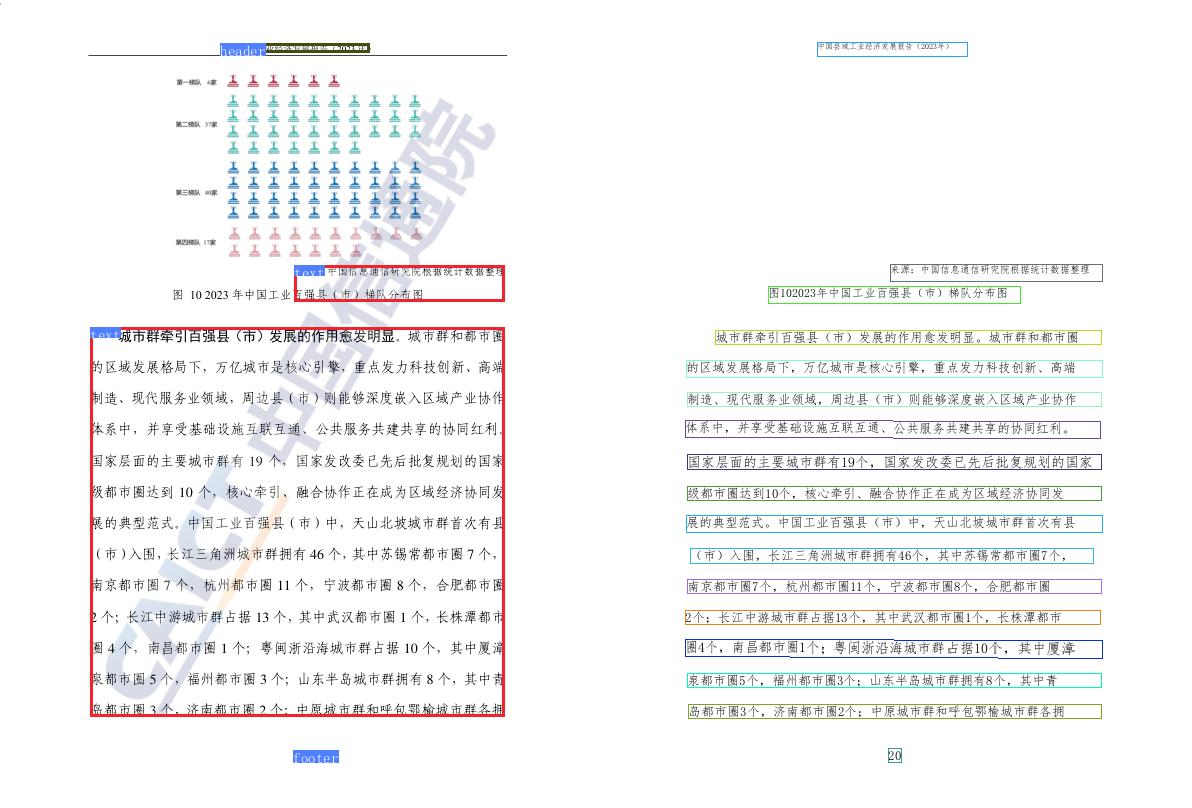 header
第一梯队 6家
第二梯队 37家
第三梯队 40家
第四梯队 17家
text 中国信息通信研究院根据统计数据整理
图 10 2023 年中国工业百强县（市）梯队分布图
text 城市群牵引百强县（市）发展的作用愈发明显。城市群和都市圈
的区域发展格局下，万亿城市是核心引擎，重点发力科技创新、高端
制造、现代服务业领域，周边县（市）则能够深度嵌入区域产业协作
体系中，并享受基础设施互联互通、公共服务共建共享的协同红利。
国家层面的主要城市群有 19 个，国家发改委已先后批复规划的国家
级都市圈达到 10 个，核心牵引、融合协作正在成为区域经济协同发
展的典型范式。中国工业百强县（市）中，天山北坡城市群首次有县
（市）入围，长江三角洲城市群拥有 46 个，其中苏锡常都市圈 7 个，
南京都市圈 7 个，杭州都市圈 11 个，宁波都市圈 8 个，合肥都市圈
2 个；长江中游城市群占据 13 个，其中武汉都市圈 1 个，长株潭都市
圈 4 个，南昌都市圈 1 个；粤闽浙沿海城市群占据 10 个，其中厦漳
泉都市圈 5 个，福州都市圈 3 个；山东半岛城市群拥有 8 个，其中青
岛都市圈 3 个，济南都市圈 2 个；中原城市群和呼包鄂榆城市群各拥
footer
CAICT 中国信通院
中国县域工业经济发展报告（2023年）
来源：中国信息通信研究院根据统计数据整理
图102023年中国工业百强县（市）梯队分布图
城市群牵引百强县（市）发展的作用愈发明显。城市群和都市圈
的区域发展格局下，万亿城市是核心引擎，重点发力科技创新、高端
制造、现代服务业领域，周边县（市）则能够深度嵌入区域产业协作
体系中，并享受基础设施互联互通、公共服务共建共享的协同红利。
国家层面的主要城市群有19个，国家发改委已先后批复规划的国家
级都市圈达到10个，核心牵引、融合协作正在成为区域经济协同发
展的典型范式。中国工业百强县（市）中，天山北坡城市群首次有县
（市）入围，长江三角洲城市群拥有46个，其中苏锡常都市圈7个，
南京都市圈7个，杭州都市圈11个，宁波都市圈8个，合肥都市圈
2个；长江中游城市群占据13个，其中武汉都市圈1个，长株潭都市
圈4个，南昌都市圈1个；粤闽浙沿海城市群占据10个，其中厦漳
泉都市圈5个，福州都市圈3个；山东半岛城市群拥有8个，其中青
岛都市圈3个，济南都市圈2个；中原城市群和呼包鄂榆城市群各拥
20